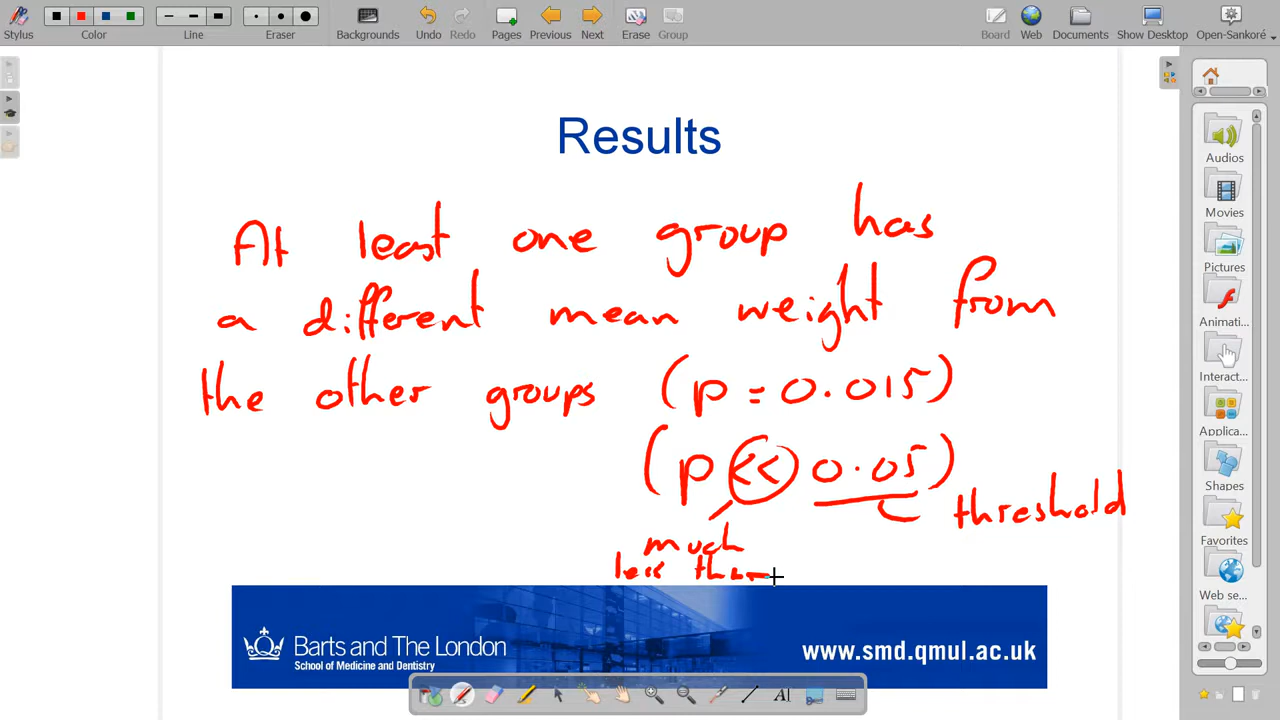 Stylus Color Line Eraser Backgrounds Undo Redo Pages Previous Next Erase Group Board Web Documents Show Desktop Open-Sankoré
Results
At least one group has
a different mean weight from
the other groups (p = 0.015)
(p << 0.05)
threshold
much
less than
Barts and The London
School of Medicine and Dentistry
www.smd.qmul.ac.uk
Audios
Movies
Pictures
Animati...
Interact...
Applica...
Shapes
Favorites
Web se...